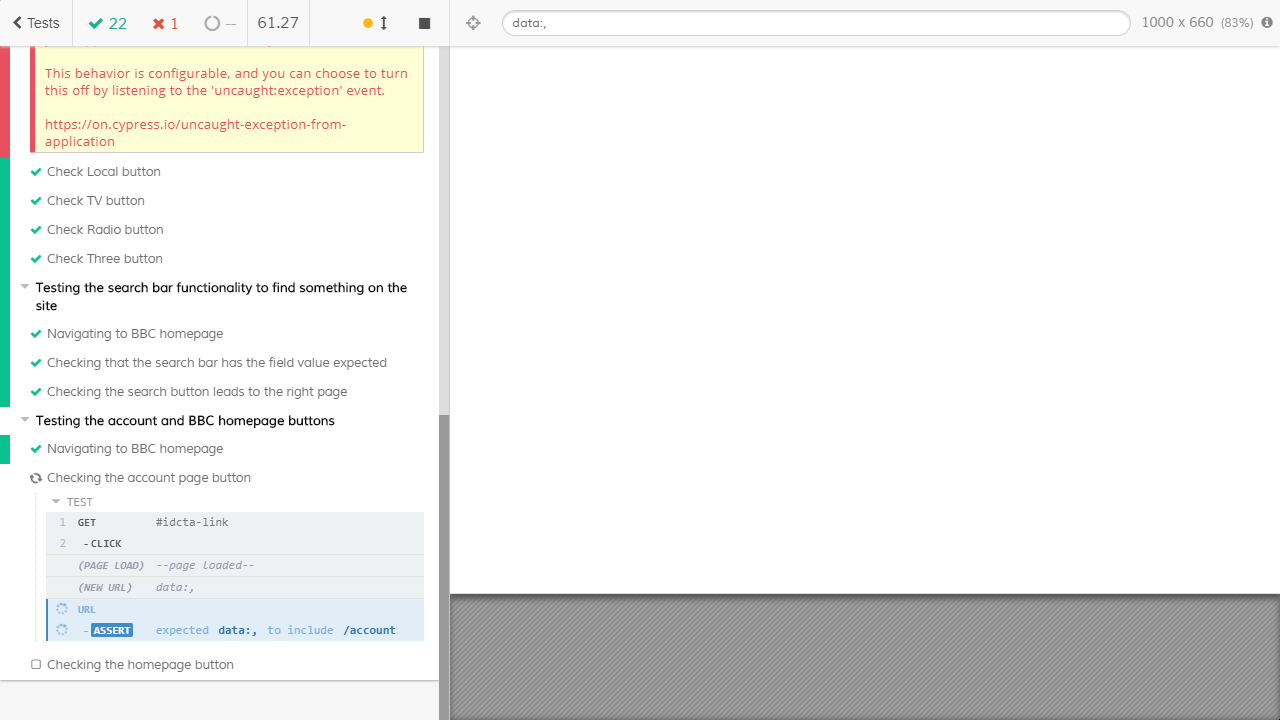 Tests
22
1
--
61.27
data:,
1000 x 660 (83%)
This behavior is configurable, and you can choose to turn
this off by listening to the 'uncaught:exception' event.
https://on.cypress.io/uncaught-exception-from-
application
Check Local button
Check TV button
Check Radio button
Check Three button
Testing the search bar functionality to find something on the
site
Navigating to BBC homepage
Checking that the search bar has the field value expected
Checking the search button leads to the right page
Testing the account and BBC homepage buttons
Navigating to BBC homepage
Checking the account page button
TEST
1 GET #idcta-link
2 -CLICK
(PAGE LOAD) --page loaded--
(NEW URL) data:,
URL
-ASSERT expected data:, to include /account
Checking the homepage button